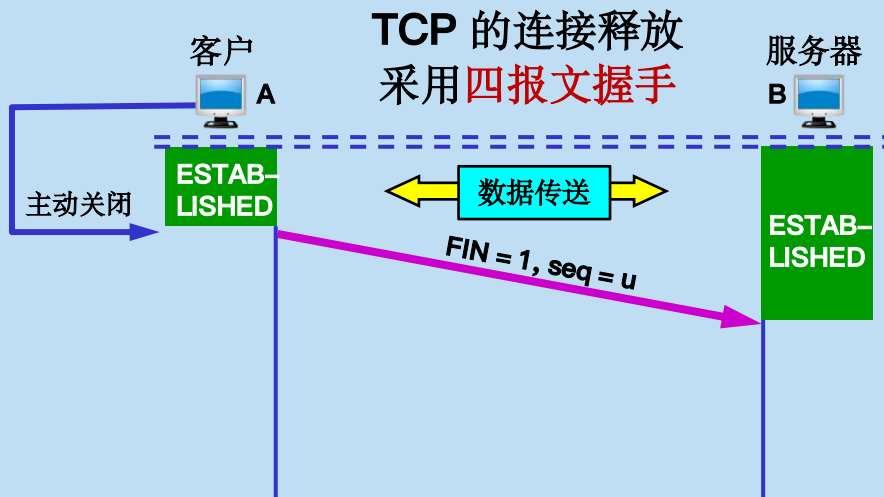 TCP 的连接释放
采用四报文握手
客户
服务器
A
B
ESTAB–
LISHED
主动关闭
数据传送
ESTAB–
LISHED
FIN = 1, seq = u